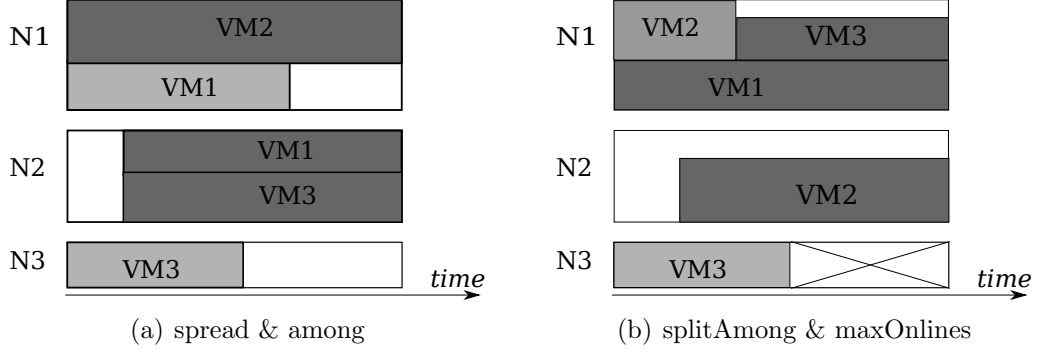 N1 VM2
VM1
N2 VM1
VM3
N3 VM3
time
(a) spread & among
N1 VM2 VM3
VM1
N2 VM2
N3 VM3
time
(b) splitAmong & maxOnlines